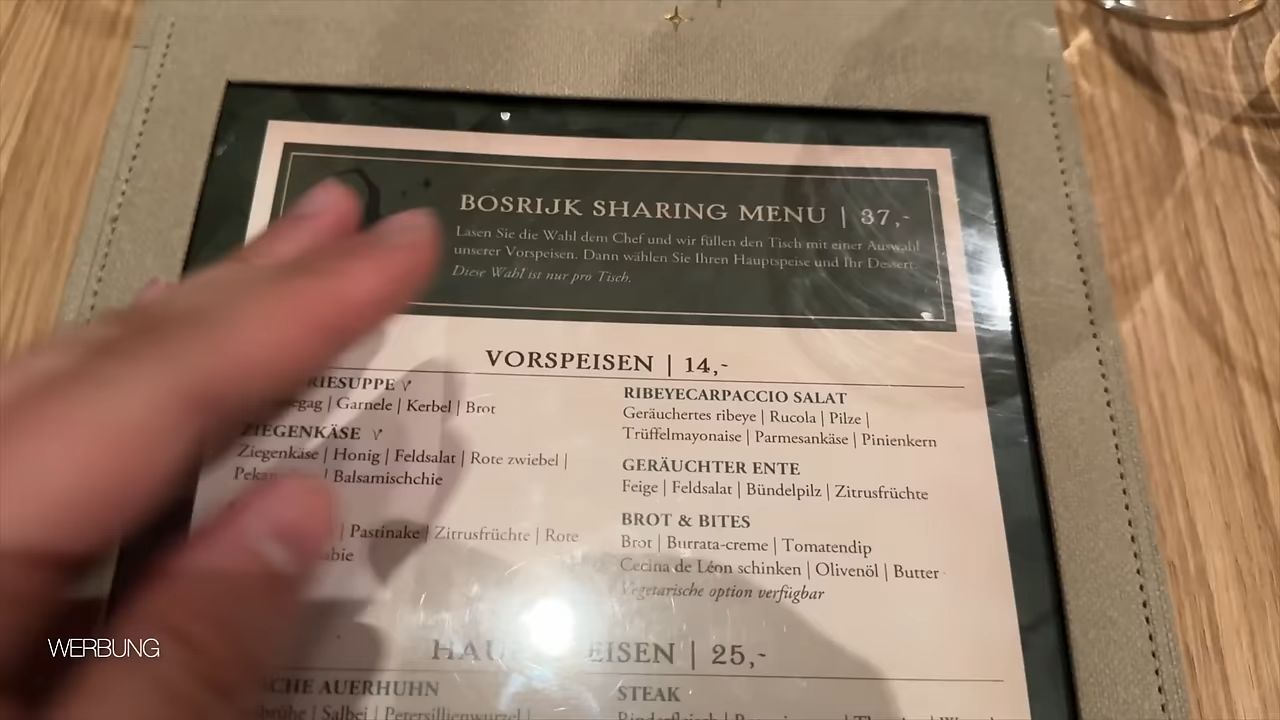 BOSRIJK SHARING MENU | 37,-
Lasen Sie die Wahl dem Chef und wir füllen den Tisch mit einer Auswahl
unserer Vorspeisen. Dann wählen Sie Ihren Hauptspeise und Ihr Dessert.
Diese Wahl ist nur pro Tisch.
VORSPEISEN | 14,-
| Garnele | Kerbel | Brot
ZIEGENKÄSE
Ziegenkäse | Honig | Feldsalat | Rote zwiebel |
| Balsamischchie
| Pastinake | Zitrusfrüchte | Rote
RIBEYECARPACCIO SALAT
Geräuchertes ribeye | Rucola | Pilze |
Trüffelmayonaise | Parmesankäse | Pinienkern
GERÄUCHTER ENTE
Feige | Feldsalat | Bündelpilz | Zitrusfrüchte
BROT & BITES
Brot | Burrata-creme | Tomatendip
Cecina de Léon schinken | Olivenöl | Butter
Vegetarische option verfügbar
| 25,-
AUERHUHN
| Salbei | Petersillienwurzel |
STEAK
WERBUNG